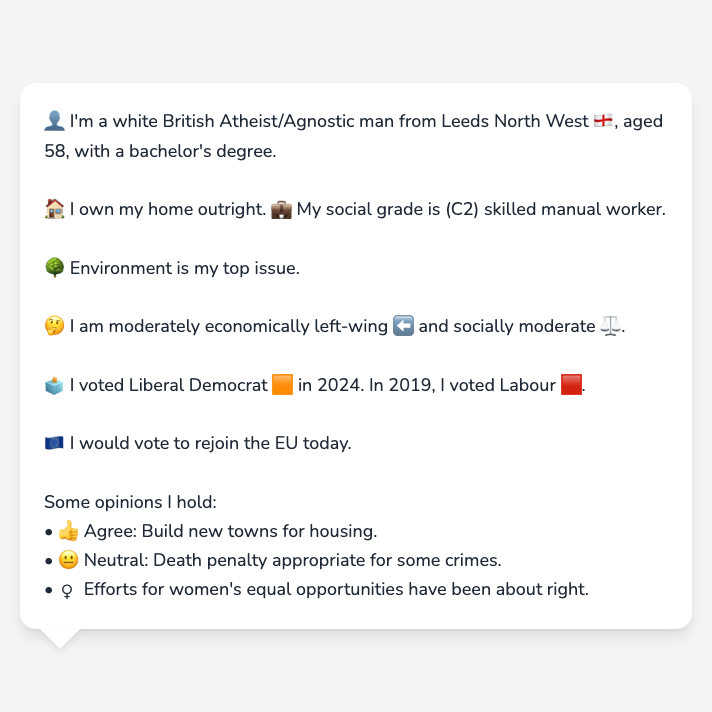 👤 I'm a white British Atheist/Agnostic man from Leeds North West 🏴󠁧󠁢󠁥󠁮󠁧󠁿, aged
58, with a bachelor's degree.
🏠 I own my home outright. 💼 My social grade is (C2) skilled manual worker.
🌳 Environment is my top issue.
🤔 I am moderately economically left-wing ⬅️ and socially moderate ⚖️.
🗳️ I voted Liberal Democrat 🟧 in 2024. In 2019, I voted Labour 🟥.
🇪🇺 I would vote to rejoin the EU today.
Some opinions I hold:
• 👍 Agree: Build new towns for housing.
• 😐 Neutral: Death penalty appropriate for some crimes.
• ♀ Efforts for women's equal opportunities have been about right.